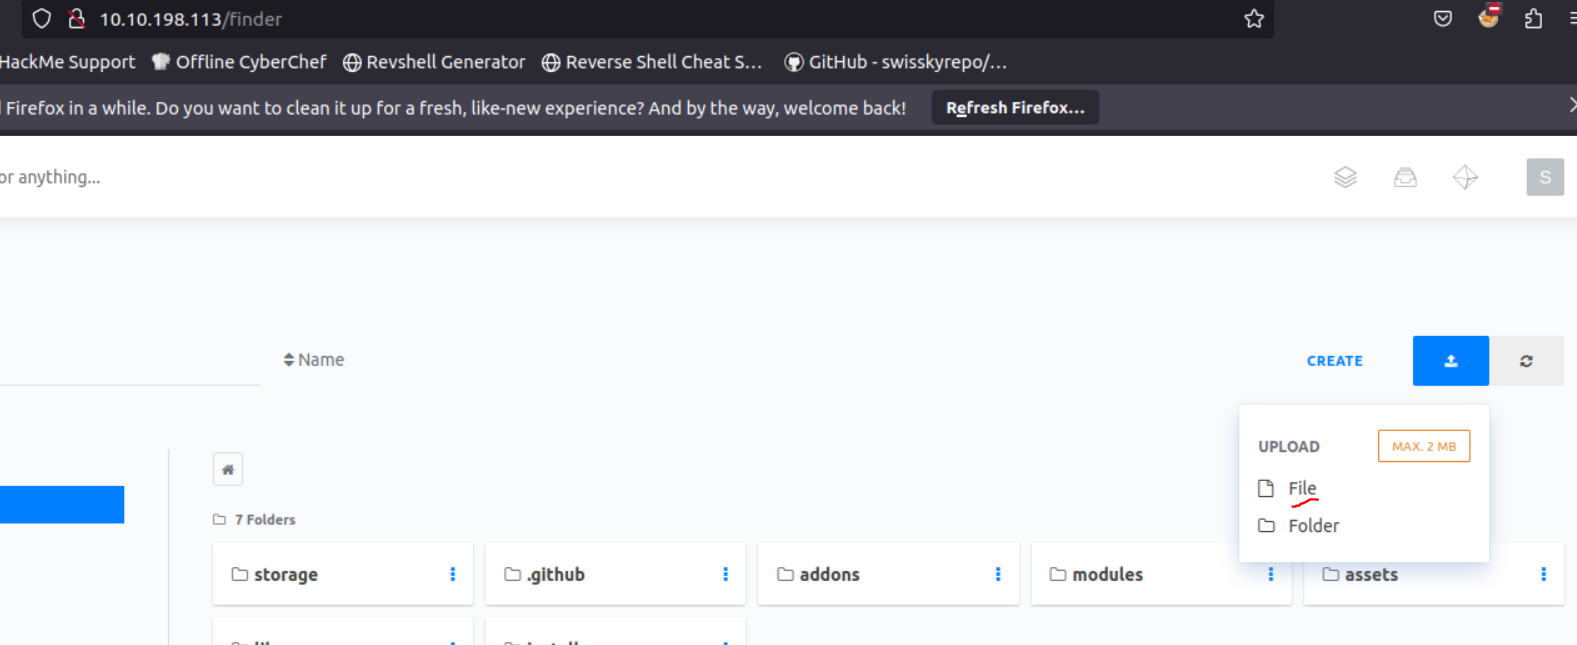 10.10.198.113/finder
HackMe Support Offline CyberChef Revshell Generator Reverse Shell Cheat S... GitHub - swisskyrepo/...
Firefox in a while. Do you want to clean it up for a fresh, like-new experience? And by the way, welcome back! Refresh Firefox...
or anything...
S
Name
CREATE
UPLOAD
MAX. 2 MB
File
Folder
7 Folders
storage
.github
addons
modules
assets